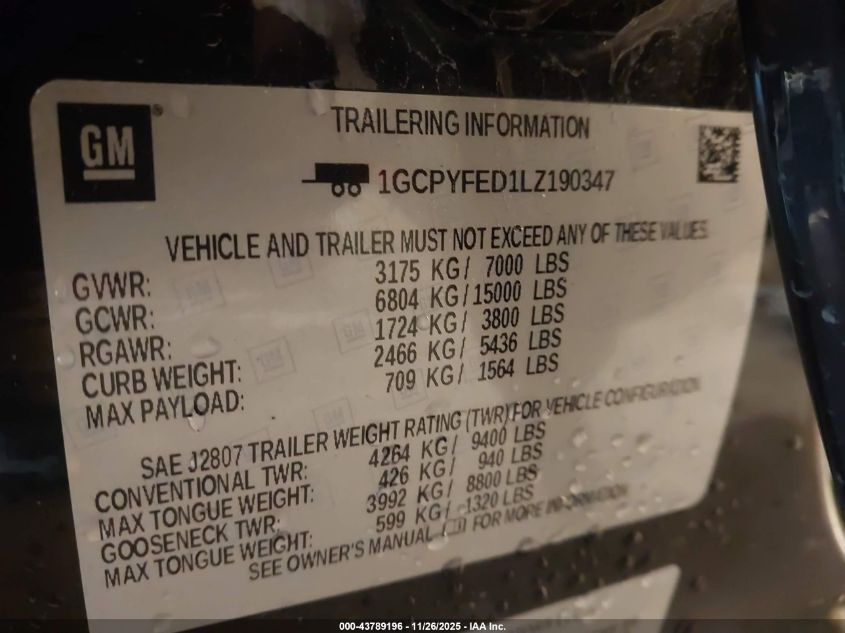 GM ®
TRAILERING INFORMATION
1GCPYFED1LZ190347
VEHICLE AND TRAILER MUST NOT EXCEED ANY OF THESE VALUES.
GVWR: 3175 KG/ 7000 LBS
GCWR: 6804 KG/ 15000 LBS
RGAWR: 1724 KG/ 3800 LBS
CURB WEIGHT: 2466 KG/ 5436 LBS
MAX PAYLOAD: 709 KG/ 1564 LBS
SAE J2807 TRAILER WEIGHT RATING (TWR) FOR VEHICLE CONFIGURATION
CONVENTIONAL TWR: 4264 KG/ 9400 LBS
MAX TONGUE WEIGHT: 426 KG/ 940 LBS
GOOSENECK TWR: 3992 KG/ 8800 LBS
MAX TONGUE WEIGHT: 599 KG/ 1320 LBS
SEE OWNER'S MANUAL FOR MORE INFORMATION
000-43789196 - 11/26/2025 - IAA Inc.